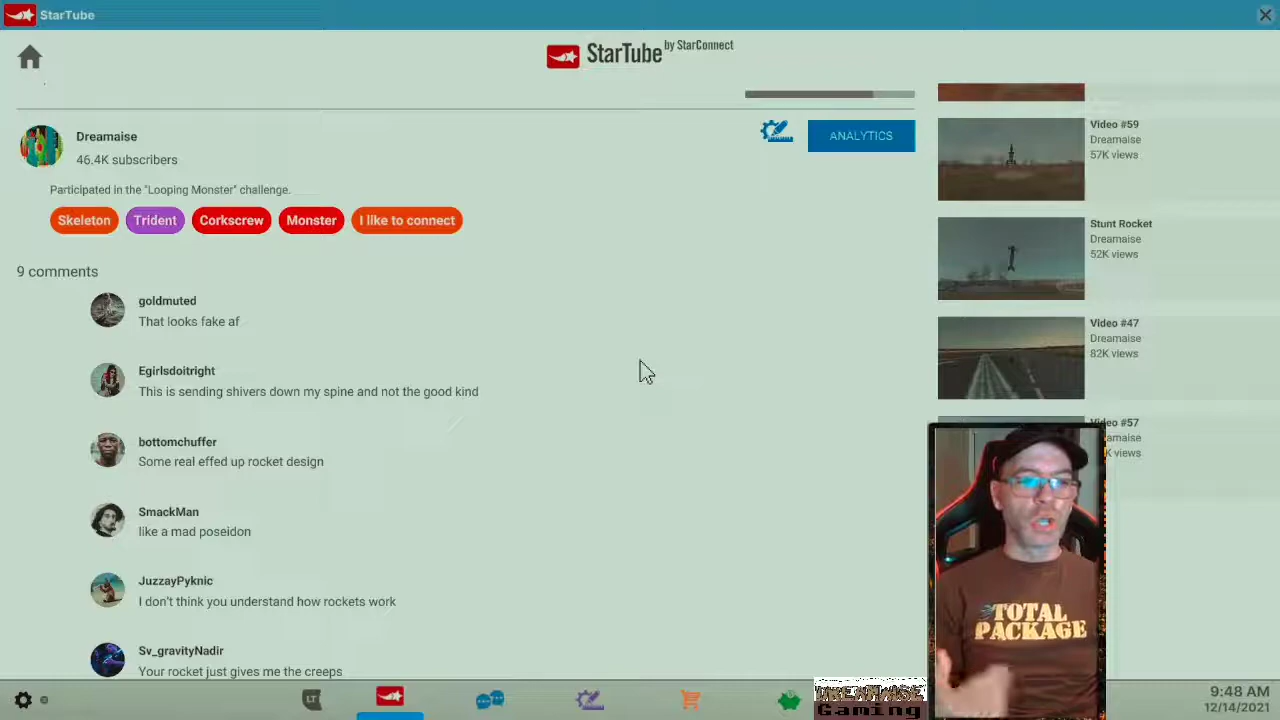 StarTube
StarTube by StarConnect
Dreamaise
46.4K subscribers
ANALYTICS
Participated in the "Looping Monster" challenge.
Skeleton Trident Corkscrew Monster I like to connect
9 comments
goldmuted
That looks fake af
Egirlsdoitright
This is sending shivers down my spine and not the good kind
bottomchuffer
Some real effed up rocket design
SmackMan
like a mad poseidon
JuzzayPyknic
I don't think you understand how rockets work
Sv_gravityNadir
Your rocket just gives me the creeps
Video #59
Dreamaise
57K views
Stunt Rocket
Dreamaise
52K views
Video #47
Dreamaise
82K views
Video #57
amaise
K views
TOTAL
PACKAGE
LT
DREAMAISE
Gaming
9:48 AM
12/14/2021